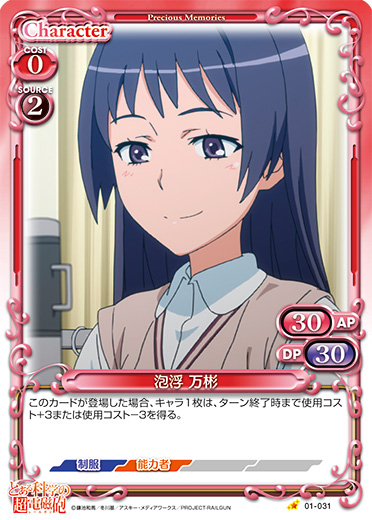 Precious Memories
Character
COST
0
SOURCE
2
30 AP
DP 30
泡浮 万彬
このカードが登場した場合、キャラ1枚は、ターン終了時まで使用コス
ト+3または使用コスト−3を得る。
制服
能力者
とある科学の
超電磁砲
01-031
©鎌池和馬/冬川基/アスキー・メディアワークス/PROJECT-RAILGUN